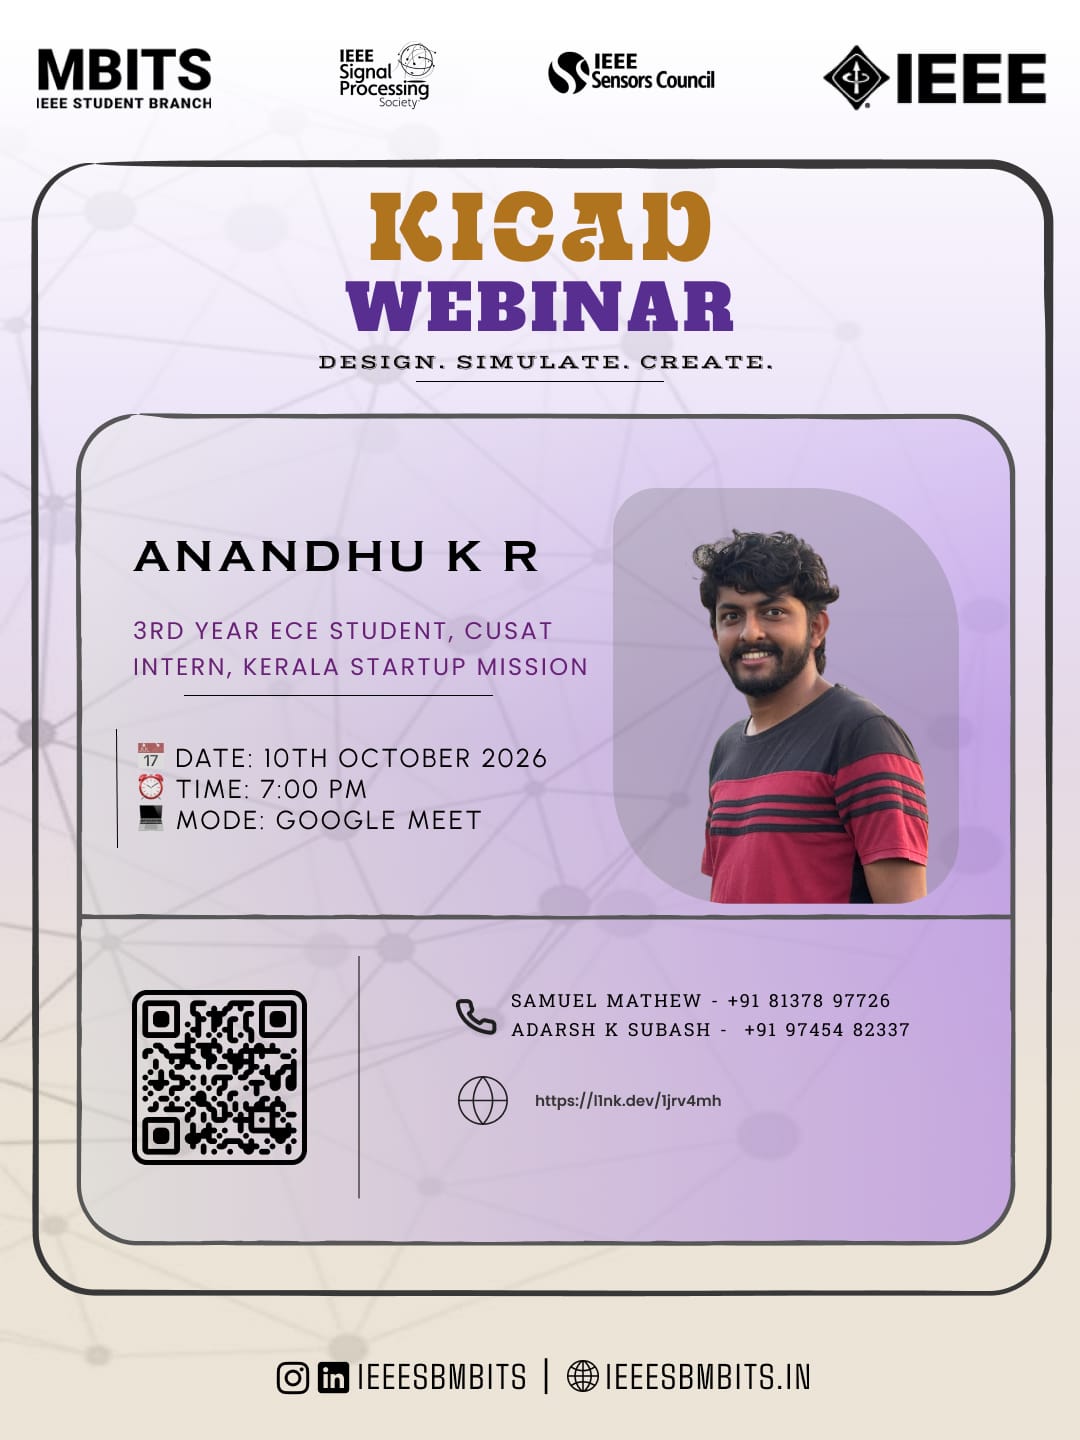 MBITS
IEEE STUDENT BRANCH
IEEE
Signal
Processing
Society
IEEE
Sensors Council
IEEE
KICAD
WEBINAR
DESIGN. SIMULATE. CREATE.
ANANDHU K R
3RD YEAR ECE STUDENT, CUSAT
INTERN, KERALA STARTUP MISSION
17
DATE: 10TH OCTOBER 2026
TIME: 7:00 PM
MODE: GOOGLE MEET
SAMUEL MATHEW - +91 81378 97726
ADARSH K SUBASH - +91 97454 82337
https://l1nk.dev/1jrv4mh
in IEEESBMBITS | IEEESBMBITS.IN